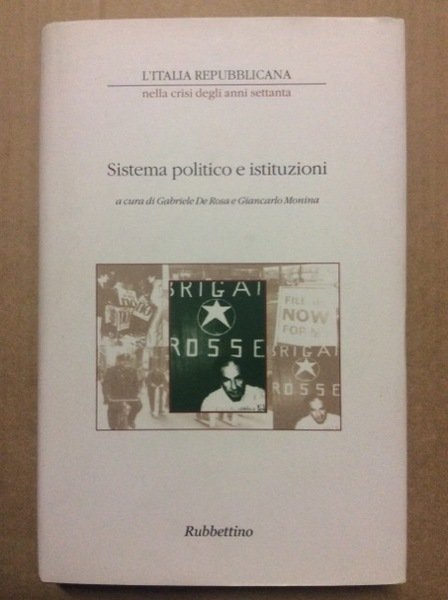 L'ITALIA REPUBBLICANA
nella crisi degli anni settanta
Sistema politico e istituzioni
a cura di Gabriele De Rosa e Giancarlo Monina
BRIGAT
ROSSE
NOW
FOR
BRIGAT
ROSSE
Rubbettino